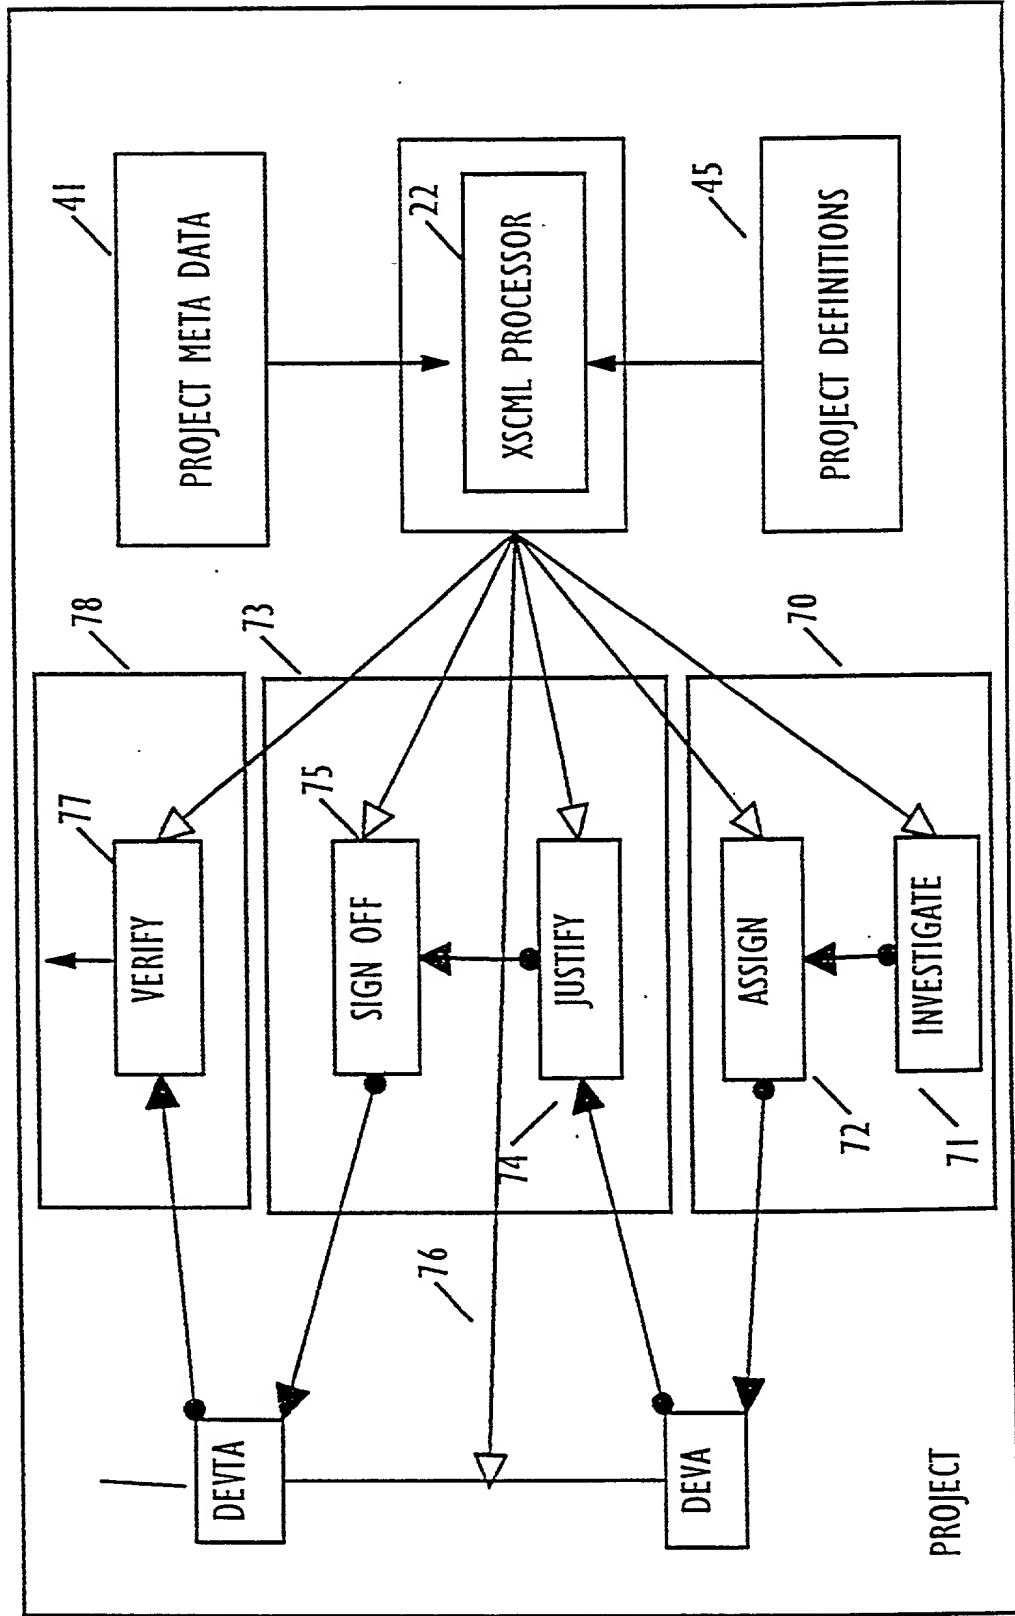 41
PROJECT META DATA
22
XSCML PROCESSOR
45
PROJECT DEFINITIONS
78
73
70
77
VERIFY
75
SIGN OFF
JUSTIFY
74
ASSIGN
72
INVESTIGATE
71
76
DEVTA
DEVA
PROJECT